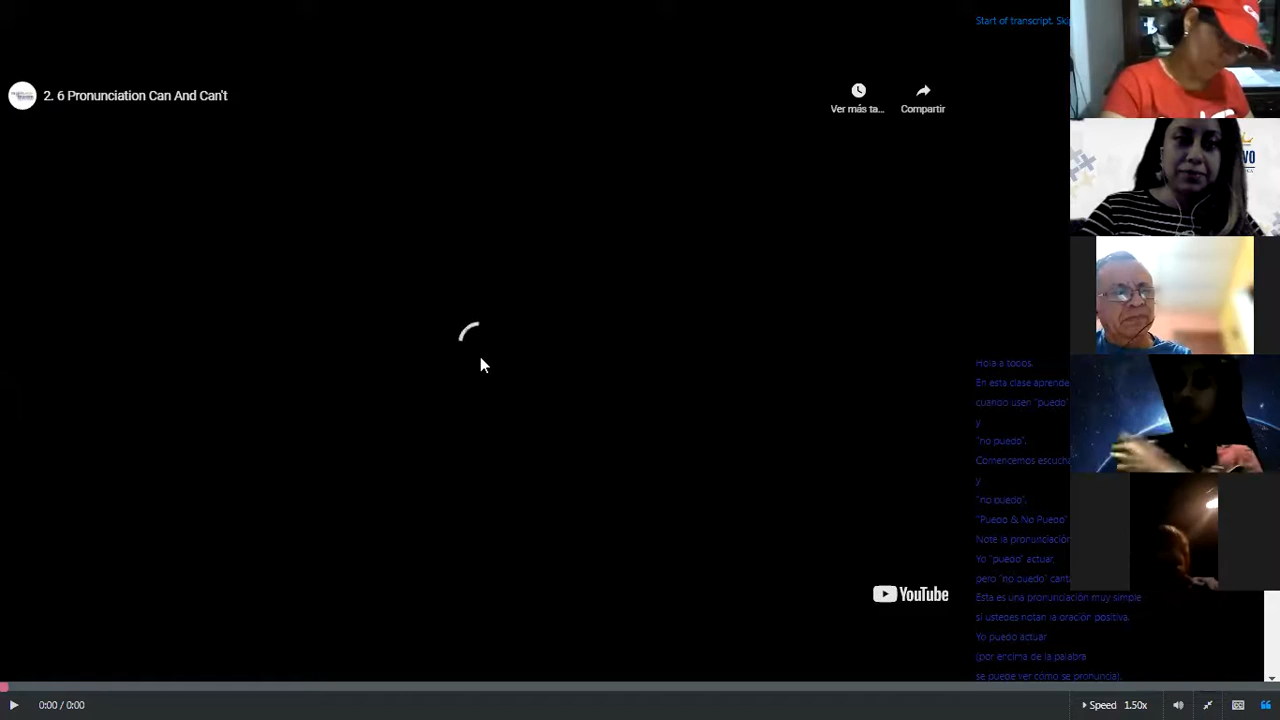 Start of transcript. Ski
2. 6 Pronunciation Can And Can't
Ver más ta...
Compartir
VO
Hola a todos.
En esta clase aprende
cuando usen "puedo"
y
"no puedo".
Comencemos escucha
y
"no puedo".
"Puedo & No Puedo"
Note la pronunciación
Yo "puedo" actuar,
pero "no puedo" canta
Esta es una pronunciación muy simple
si ustedes notan la oración positiva.
Yo puedo actuar
(por encima de la palabra
se puede ver cómo se pronuncia).
YouTube
0:00 / 0:00
Speed 1.50x